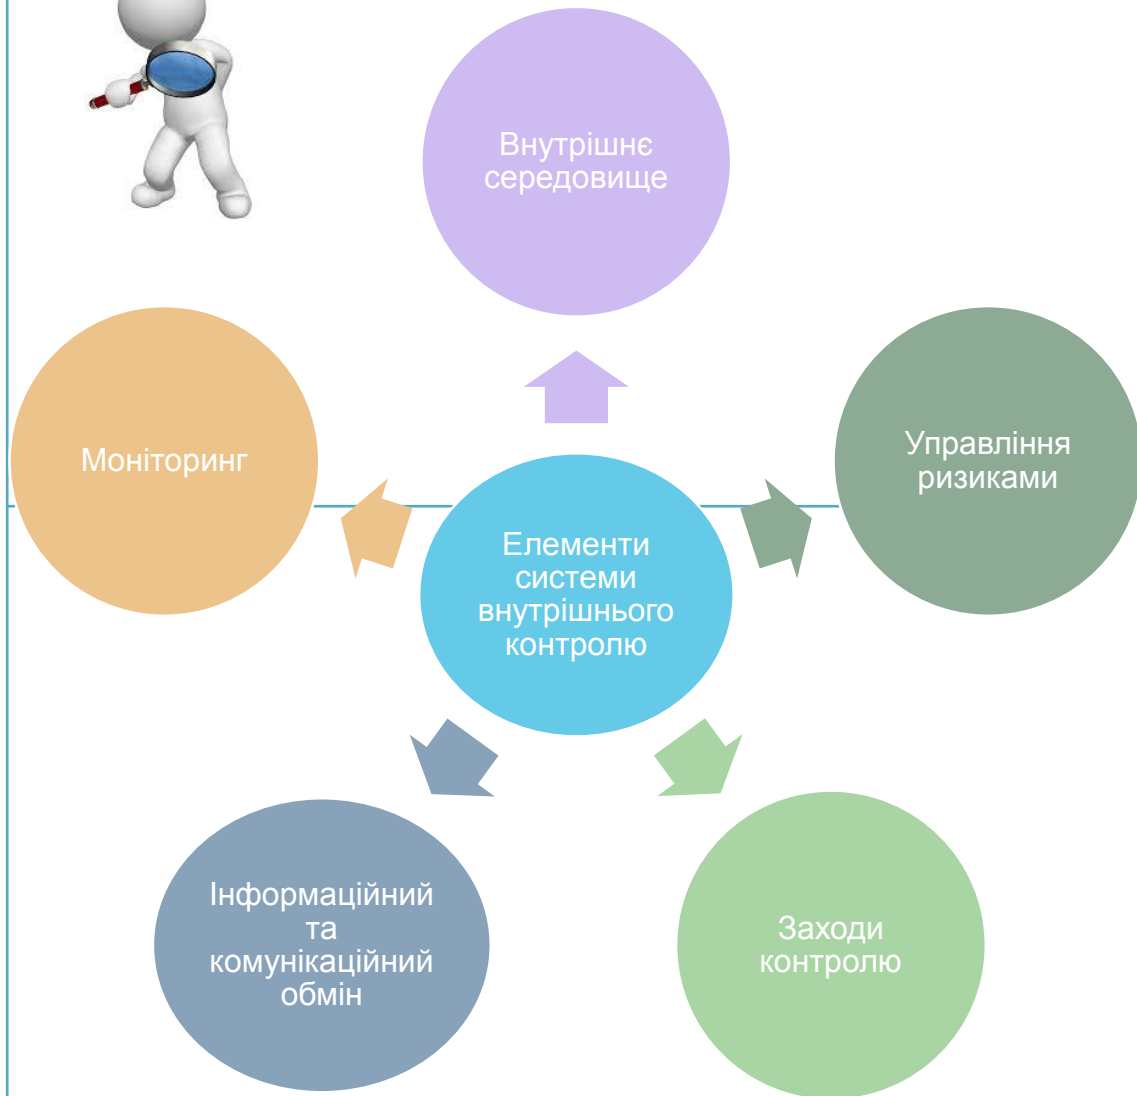 Внутрішнє
середовище
Моніторинг
Управління
ризиками
Елементи
системи
внутрішнього
контролю
Інформаційний
та
комунікаційний
обмін
Заходи
контролю